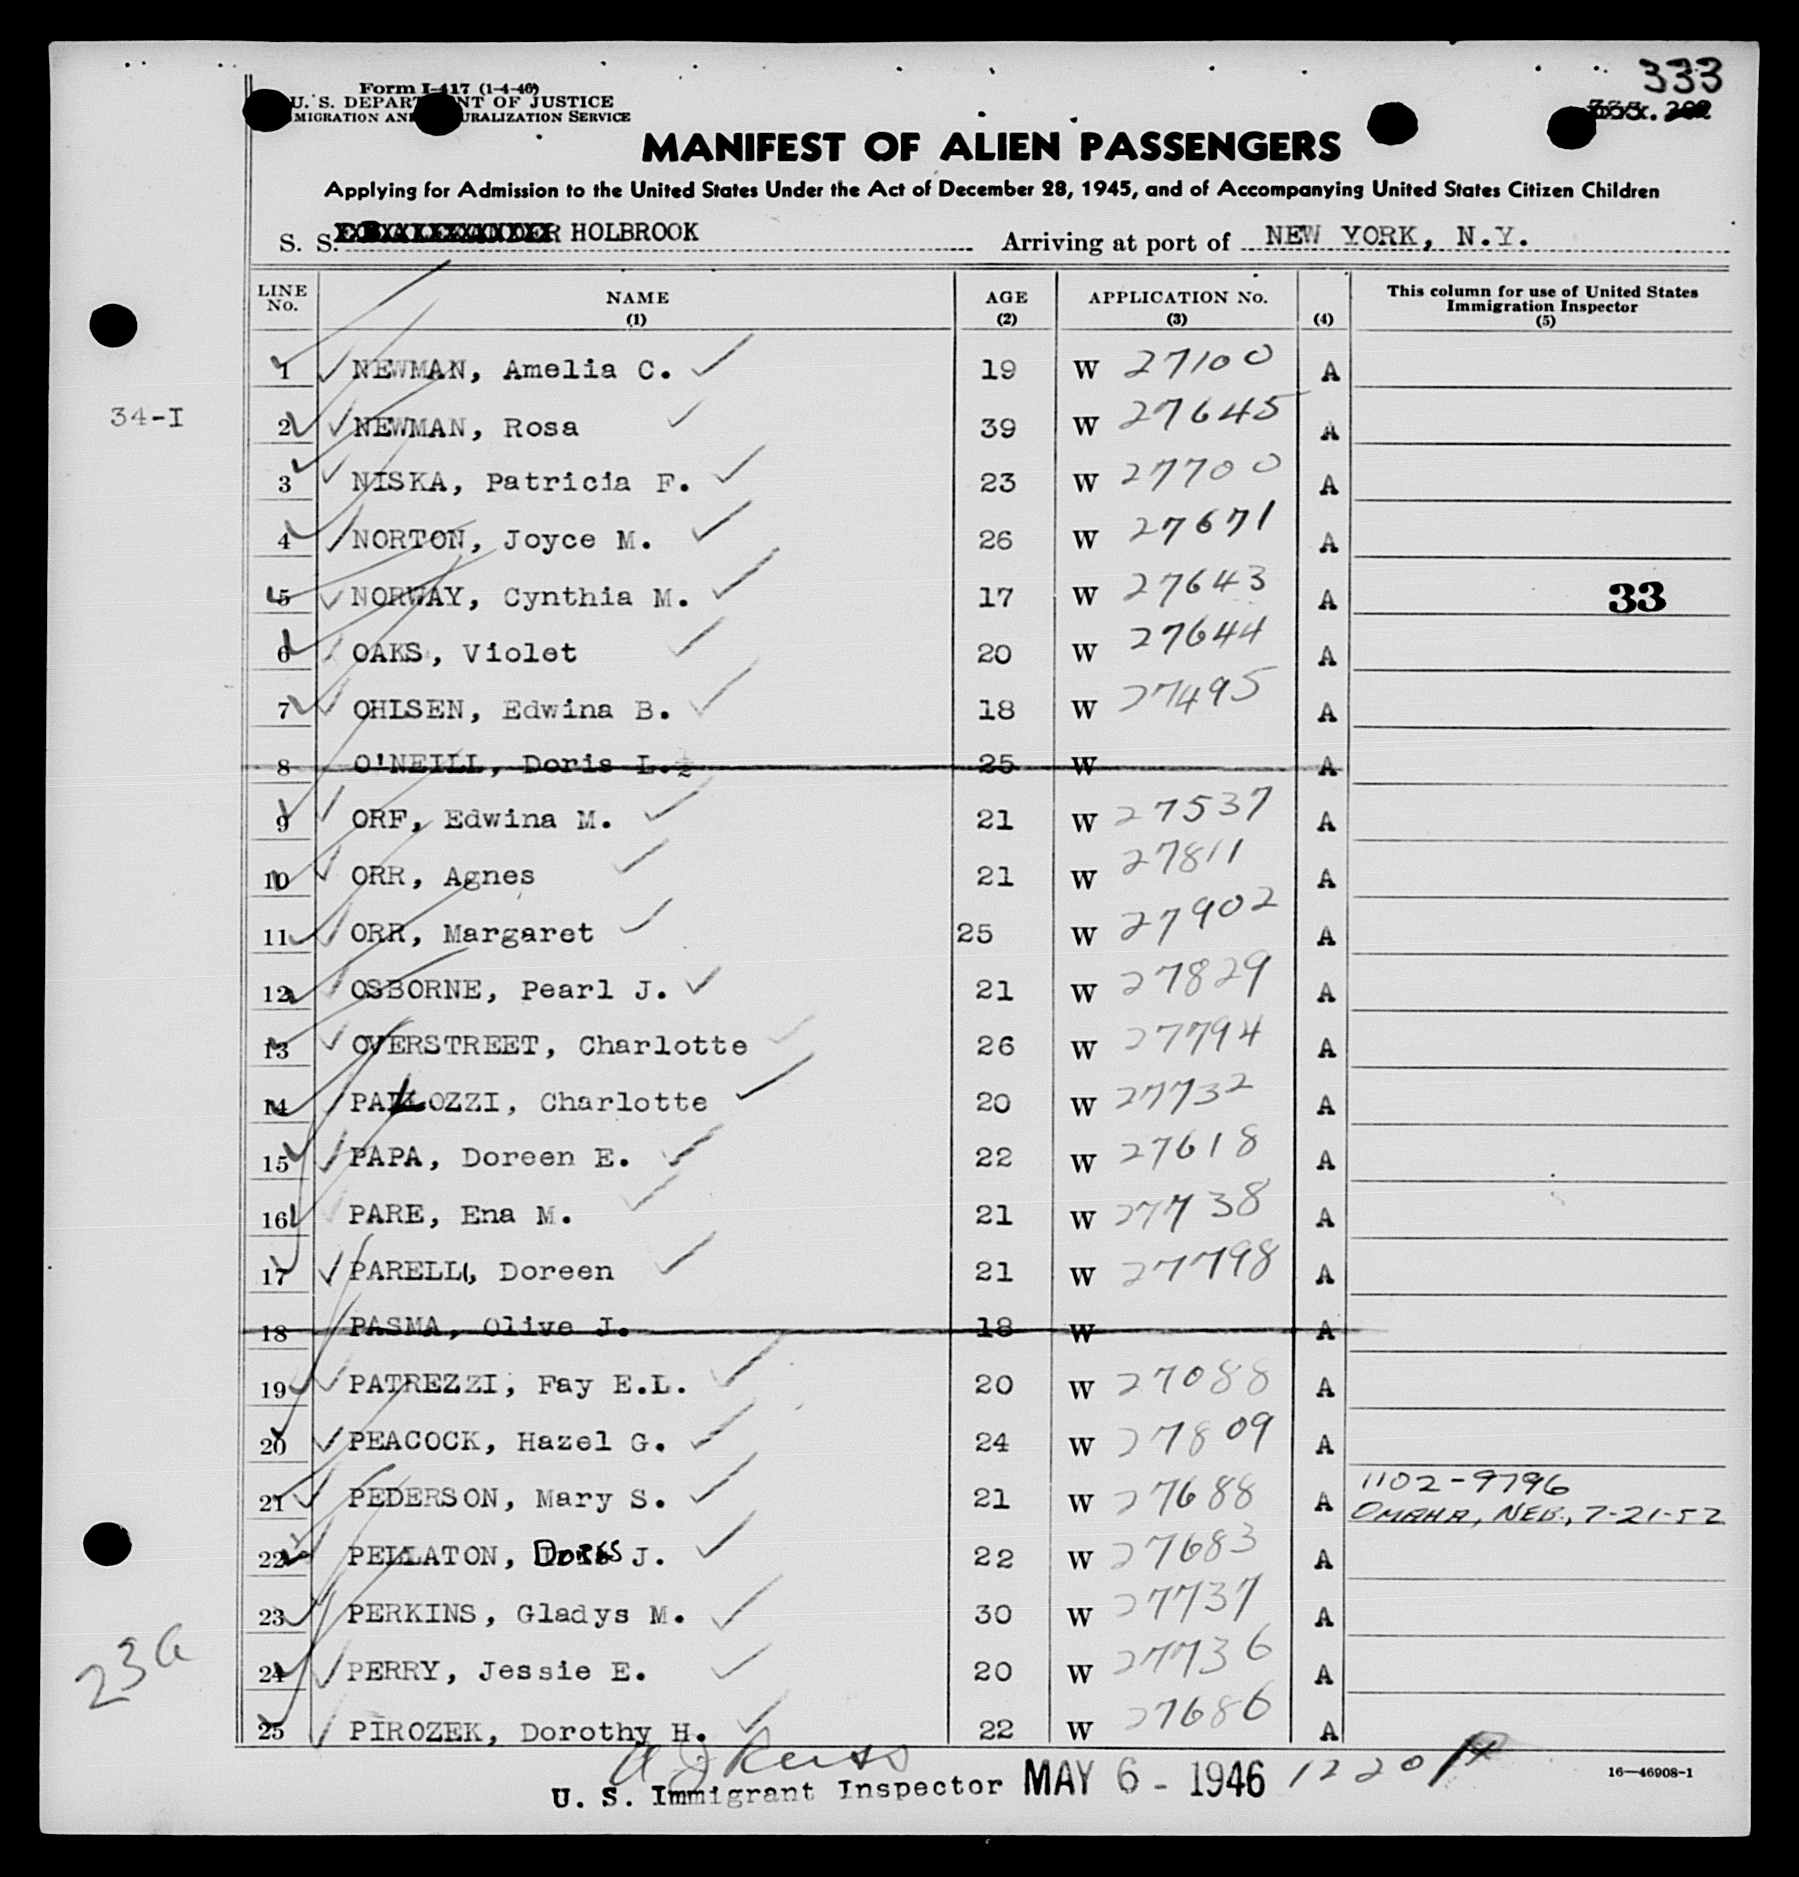 333
Form I-417 (1-4-46)
U. S. DEPARTMENT OF JUSTICE
IMMIGRATION AND NATURALIZATION SERVICE
MANIFEST OF ALIEN PASSENGERS
Applying for Admission to the United States Under the Act of December 28, 1945, and of Accompanying United States Citizen Children
S. S. HOLBROOK Arriving at port of NEW YORK, N.Y.
LINE No. NAME (1) AGE (2) APPLICATION No. (3) (4) This column for use of United States Immigration Inspector (5)
1 NEWMAN, Amelia C. 19 W 27100 A
34-I
2 NEWMAN, Rosa 39 W 27645 A
3 NISKA, Patricia F. 23 W 27700 A
4 NORTON, Joyce M. 26 W 27671 A
5 NORWAY, Cynthia M. 17 W 27643 A 33
6 OAKS, Violet 20 W 27644 A
7 OHLSEN, Edwina B. 18 W 27495 A
8 O'NEILL, Doris L. 25 W A
9 ORF, Edwina M. 21 W 27537 A
10 ORR, Agnes 21 W 27811 A
11 ORR, Margaret 25 W 27902 A
12 OSBORNE, Pearl J. 21 W 27829 A
13 OVERSTREET, Charlotte 26 W 27794 A
14 PALLOZZI, Charlotte 20 W 27732 A
15 PAPA, Doreen E. 22 W 27618 A
16 PARE, Ena M. 21 W 27738 A
17 PARELLI, Doreen 21 W 27798 A
18 PASMA, Olive J. 18 W A
19 PATREZZI, Fay E.L. 20 W 27088 A
20 PEACOCK, Hazel G. 24 W 27809 A
21 PEDERSON, Mary S. 21 W 27688 A 1102-9796
OMAHA, NEB., 7-21-52
22 PELLATON, J. 22 W 27683 A
23 PERKINS, Gladys M. 30 W 27737 A
23a
24 PERRY, Jessie E. 20 W 27736 A
25 PIROZEK, Dorothy H. 22 W 27686 A
U. S. Immigrant Inspector MAY 6 - 1946 1220
16—46908-1